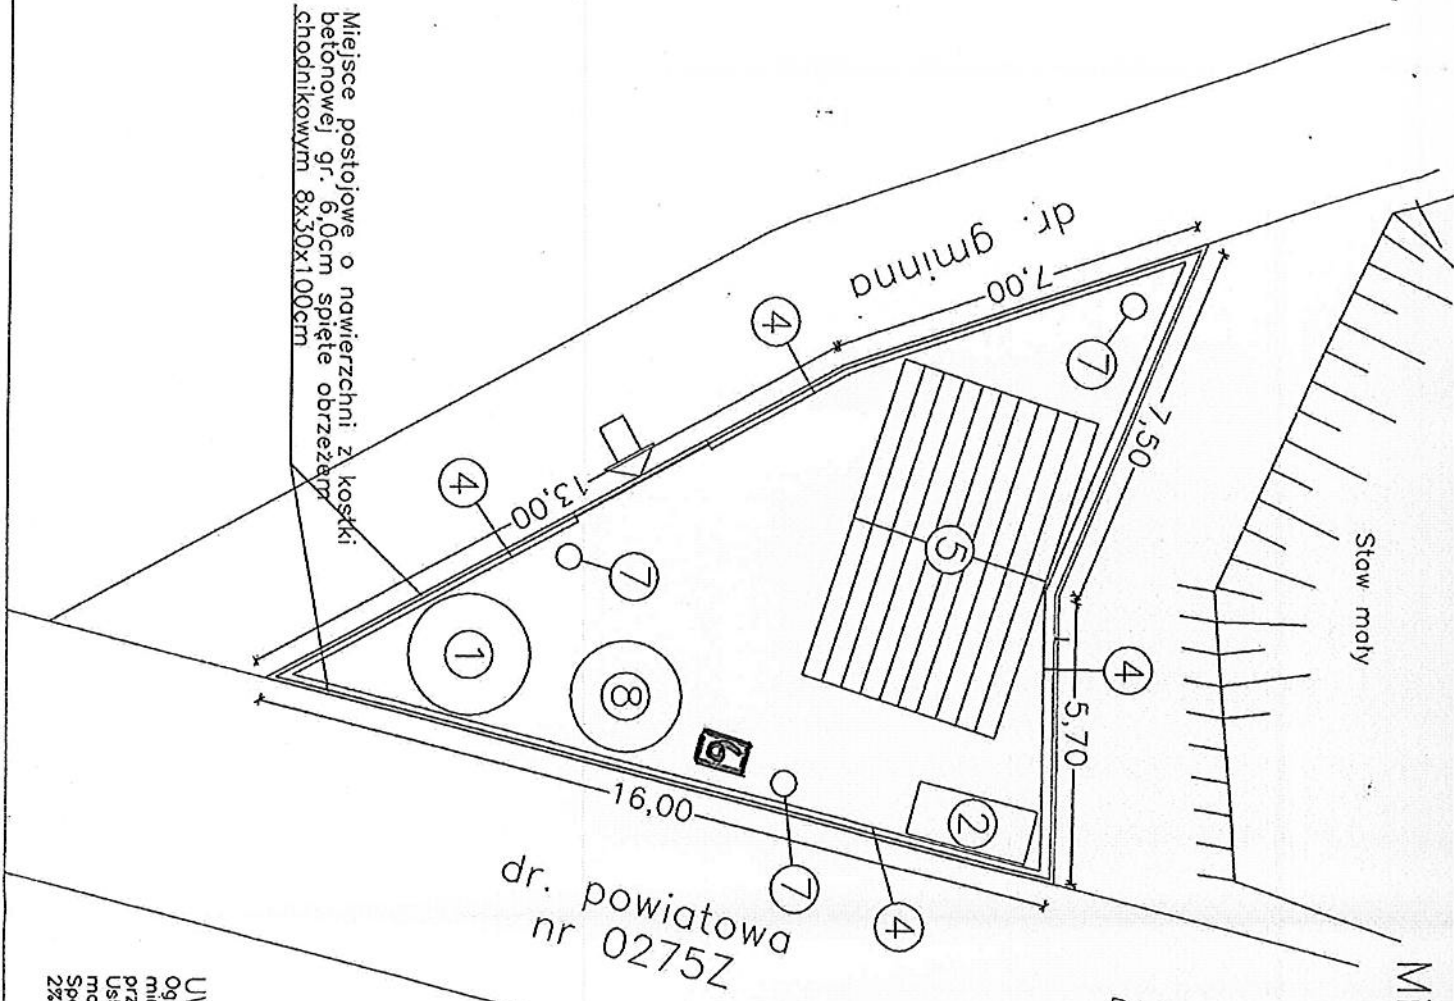 Miejsce postojowe o nawierzchni z kostki
betonowej gr. 6,0cm spięte obrzeżem
chodnikowym 8x30x100cm
dr. gminna
7,00
7
4
7,50
Staw mały
4
13,00
7
5
4
5,70
1
8
6
2
16,00
7
4
dr. powiatowa
nr 0275Z
2%